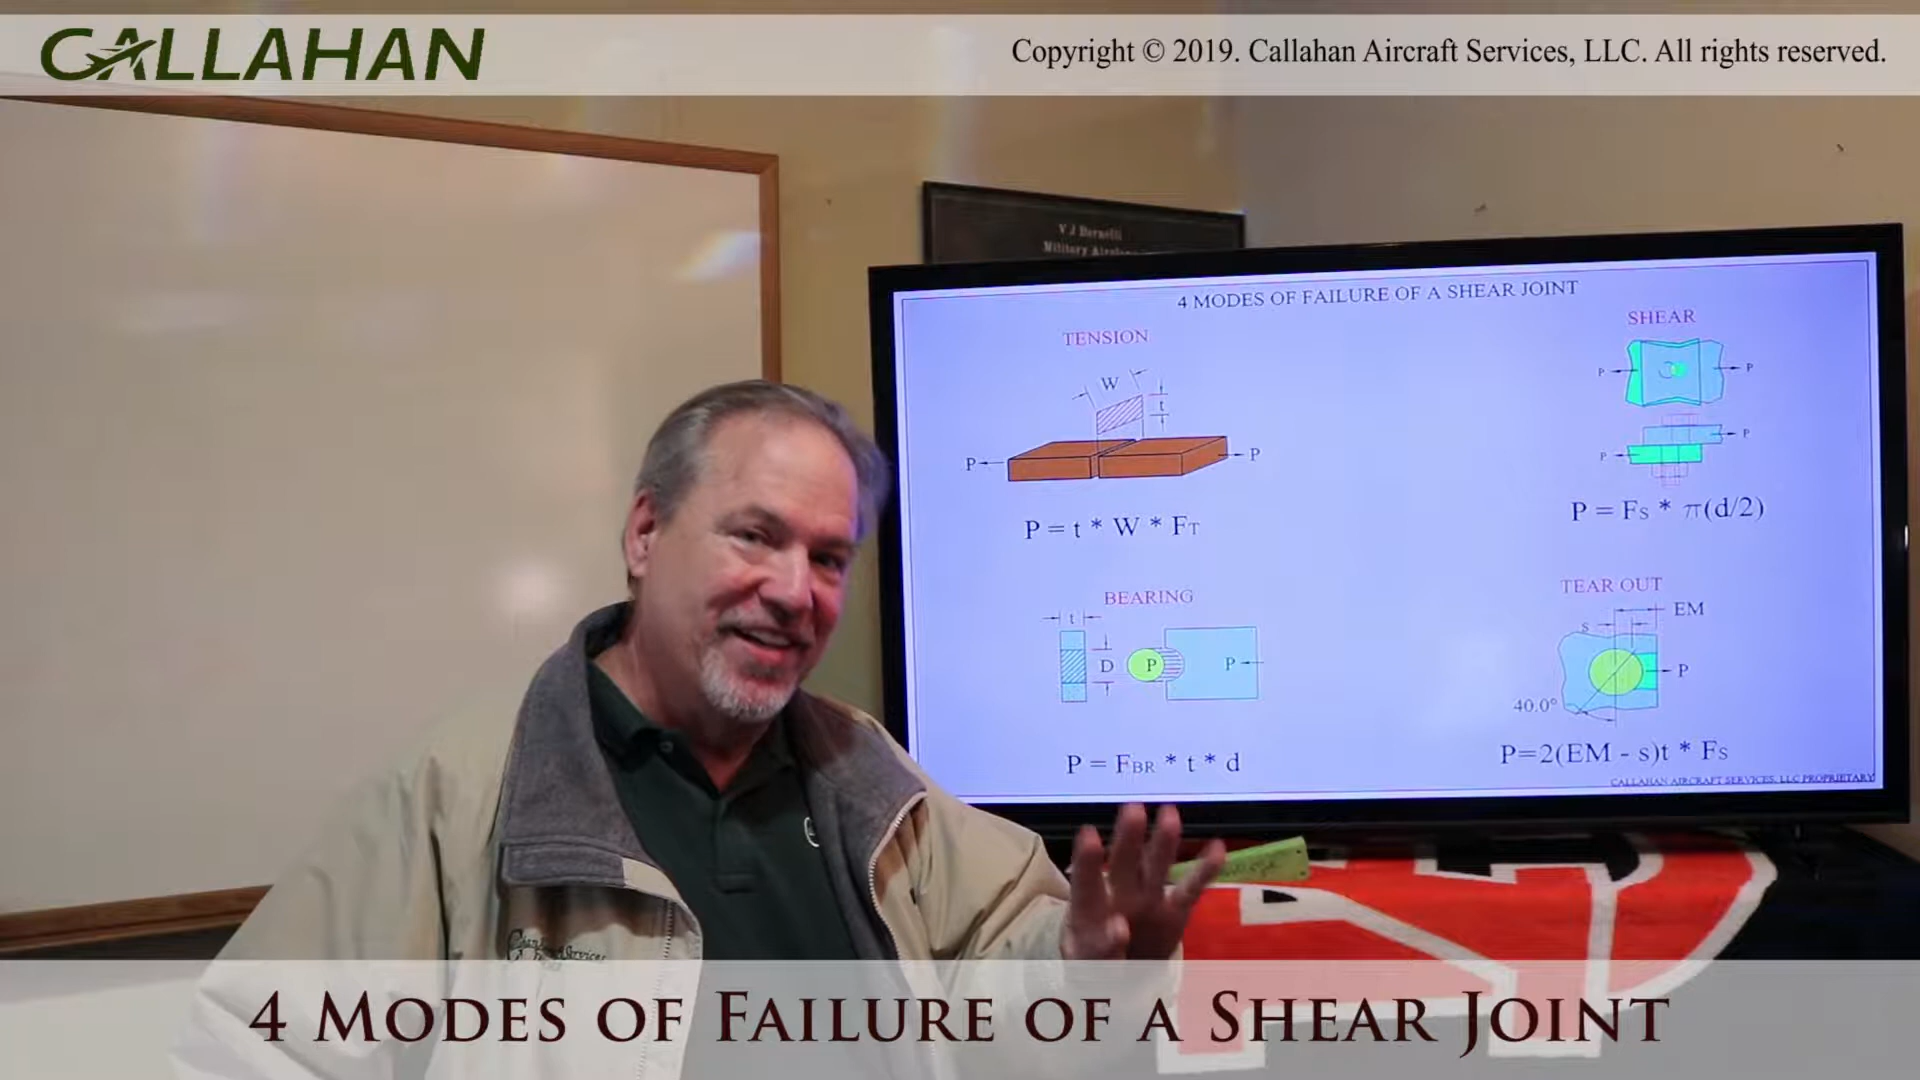 CALLAHAN
Copyright © 2019. Callahan Aircraft Services, LLC. All rights reserved.
V J
Military
4 MODES OF FAILURE OF A SHEAR JOINT
TENSION
W
t
P
P
P = t * W * FT
SHEAR
P
P
P
P
P = Fs * π(d/2)
BEARING
t
D
P
P
P = FBR * t * d
TEAR OUT
EM
s
P
40.0°
P=2(EM - s)t * Fs
CALLAHAN AIRCRAFT SERVICES, LLC PROPRIETARY
4 Modes of Failure of a Shear Joint